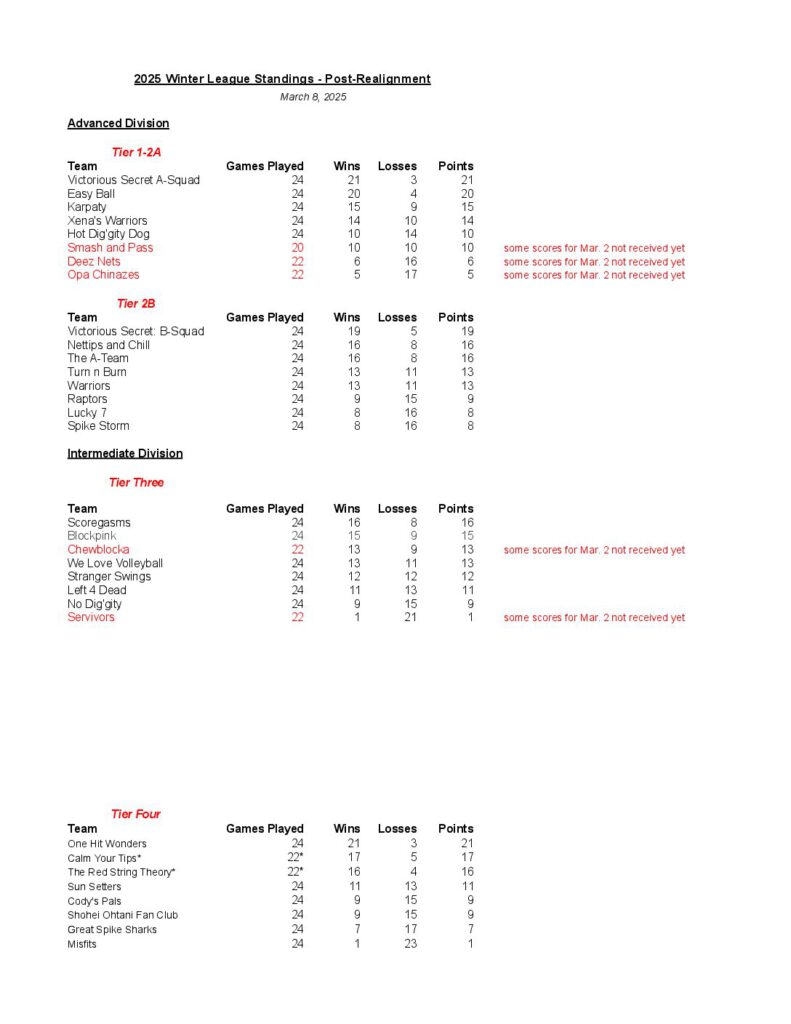 2025 Winter League Standings - Post-Realignment
March 8, 2025
Advanced Division
Tier 1-2A
Team Games Played Wins Losses Points
Victorious Secret A-Squad 24 21 3 21
Easy Ball 24 20 4 20
Karpaty 24 15 9 15
Xena's Warriors 24 14 10 14
Hot Dig'gity Dog 24 10 14 10
Smash and Pass 20 10 10 10 some scores for Mar. 2 not received yet
Deez Nets 22 6 16 6 some scores for Mar. 2 not received yet
Opa Chinazes 22 5 17 5 some scores for Mar. 2 not received yet
Tier 2B
Team Games Played Wins Losses Points
Victorious Secret: B-Squad 24 19 5 19
Nettips and Chill 24 16 8 16
The A-Team 24 16 8 16
Turn n Burn 24 13 11 13
Warriors 24 13 11 13
Raptors 24 9 15 9
Lucky 7 24 8 16 8
Spike Storm 24 8 16 8
Intermediate Division
Tier Three
Team Games Played Wins Losses Points
Scoregasms 24 16 8 16
Blockpink 24 15 9 15
Chewblocka 22 13 9 13 some scores for Mar. 2 not received yet
We Love Volleyball 24 13 11 13
Stranger Swings 24 12 12 12
Left 4 Dead 24 11 13 11
No Dig'gity 24 9 15 9
Servivors 22 1 21 1 some scores for Mar. 2 not received yet
Tier Four
Team Games Played Wins Losses Points
One Hit Wonders 24 21 3 21
Calm Your Tips* 22* 17 5 17
The Red String Theory* 22* 16 4 16
Sun Setters 24 11 13 11
Cody's Pals 24 9 15 9
Shohei Ohtani Fan Club 24 9 15 9
Great Spike Sharks 24 7 17 7
Misfits 24 1 23 1